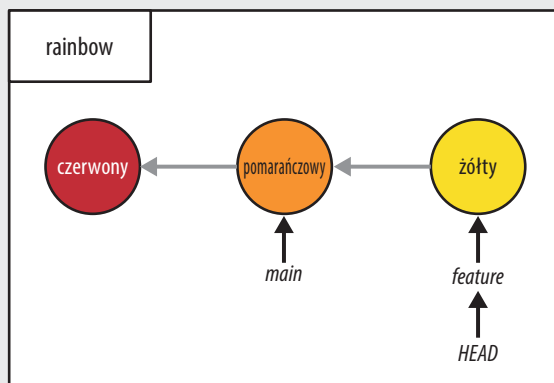 rainbow
czerwony
pomarańczowy
żółty
main
feature
HEAD